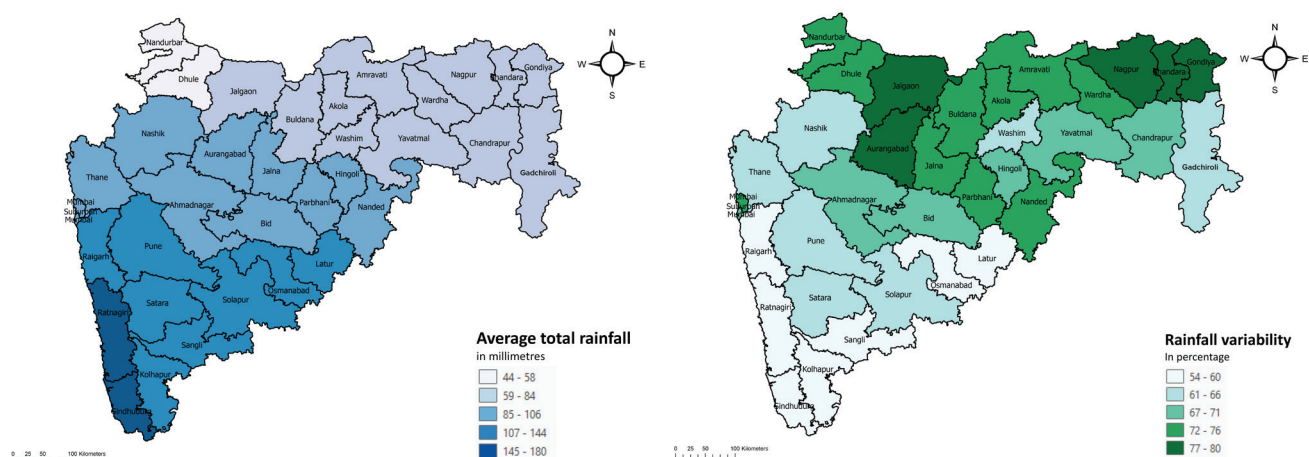 N
W E
S
Nandurbar
Dhule
Jalgaon
Amravati
Nagpur
Bhandara
Gondiya
Akola
Buldana
Wardha
Washim
Yavatmal
Chandrapur
Gadchiroli
Nashik
Aurangabad
Jalna
Hingoli
Thane
Parbhani
Nanded
Ahmadnagar
Bid
Mumbai
Suburban
Mumbai
Pune
Raigarh
Latur
Osmanabad
Satara
Solapur
Ratnagiri
Sangli
Kolhapur
Sindhudurg
Average total rainfall
in millimetres
44 - 58
59 - 84
85 - 106
107 - 144
145 - 180
0 25 50 100 Kilometers
N
W E
S
Nandurbar
Dhule
Jalgaon
Amravati
Nagpur
Bhandara
Gondiya
Akola
Buldana
Wardha
Washim
Yavatmal
Chandrapur
Gadchiroli
Nashik
Aurangabad
Jalna
Hingoli
Thane
Parbhani
Nanded
Ahmadnagar
Bid
Mumbai
Suburban
Mumbai
Pune
Raigarh
Latur
Osmanabad
Satara
Solapur
Ratnagiri
Sangli
Kolhapur
Sindhudurg
Rainfall variability
In percentage
54 - 60
61 - 66
67 - 71
72 - 76
77 - 80
0 25 50 100 Kilometers